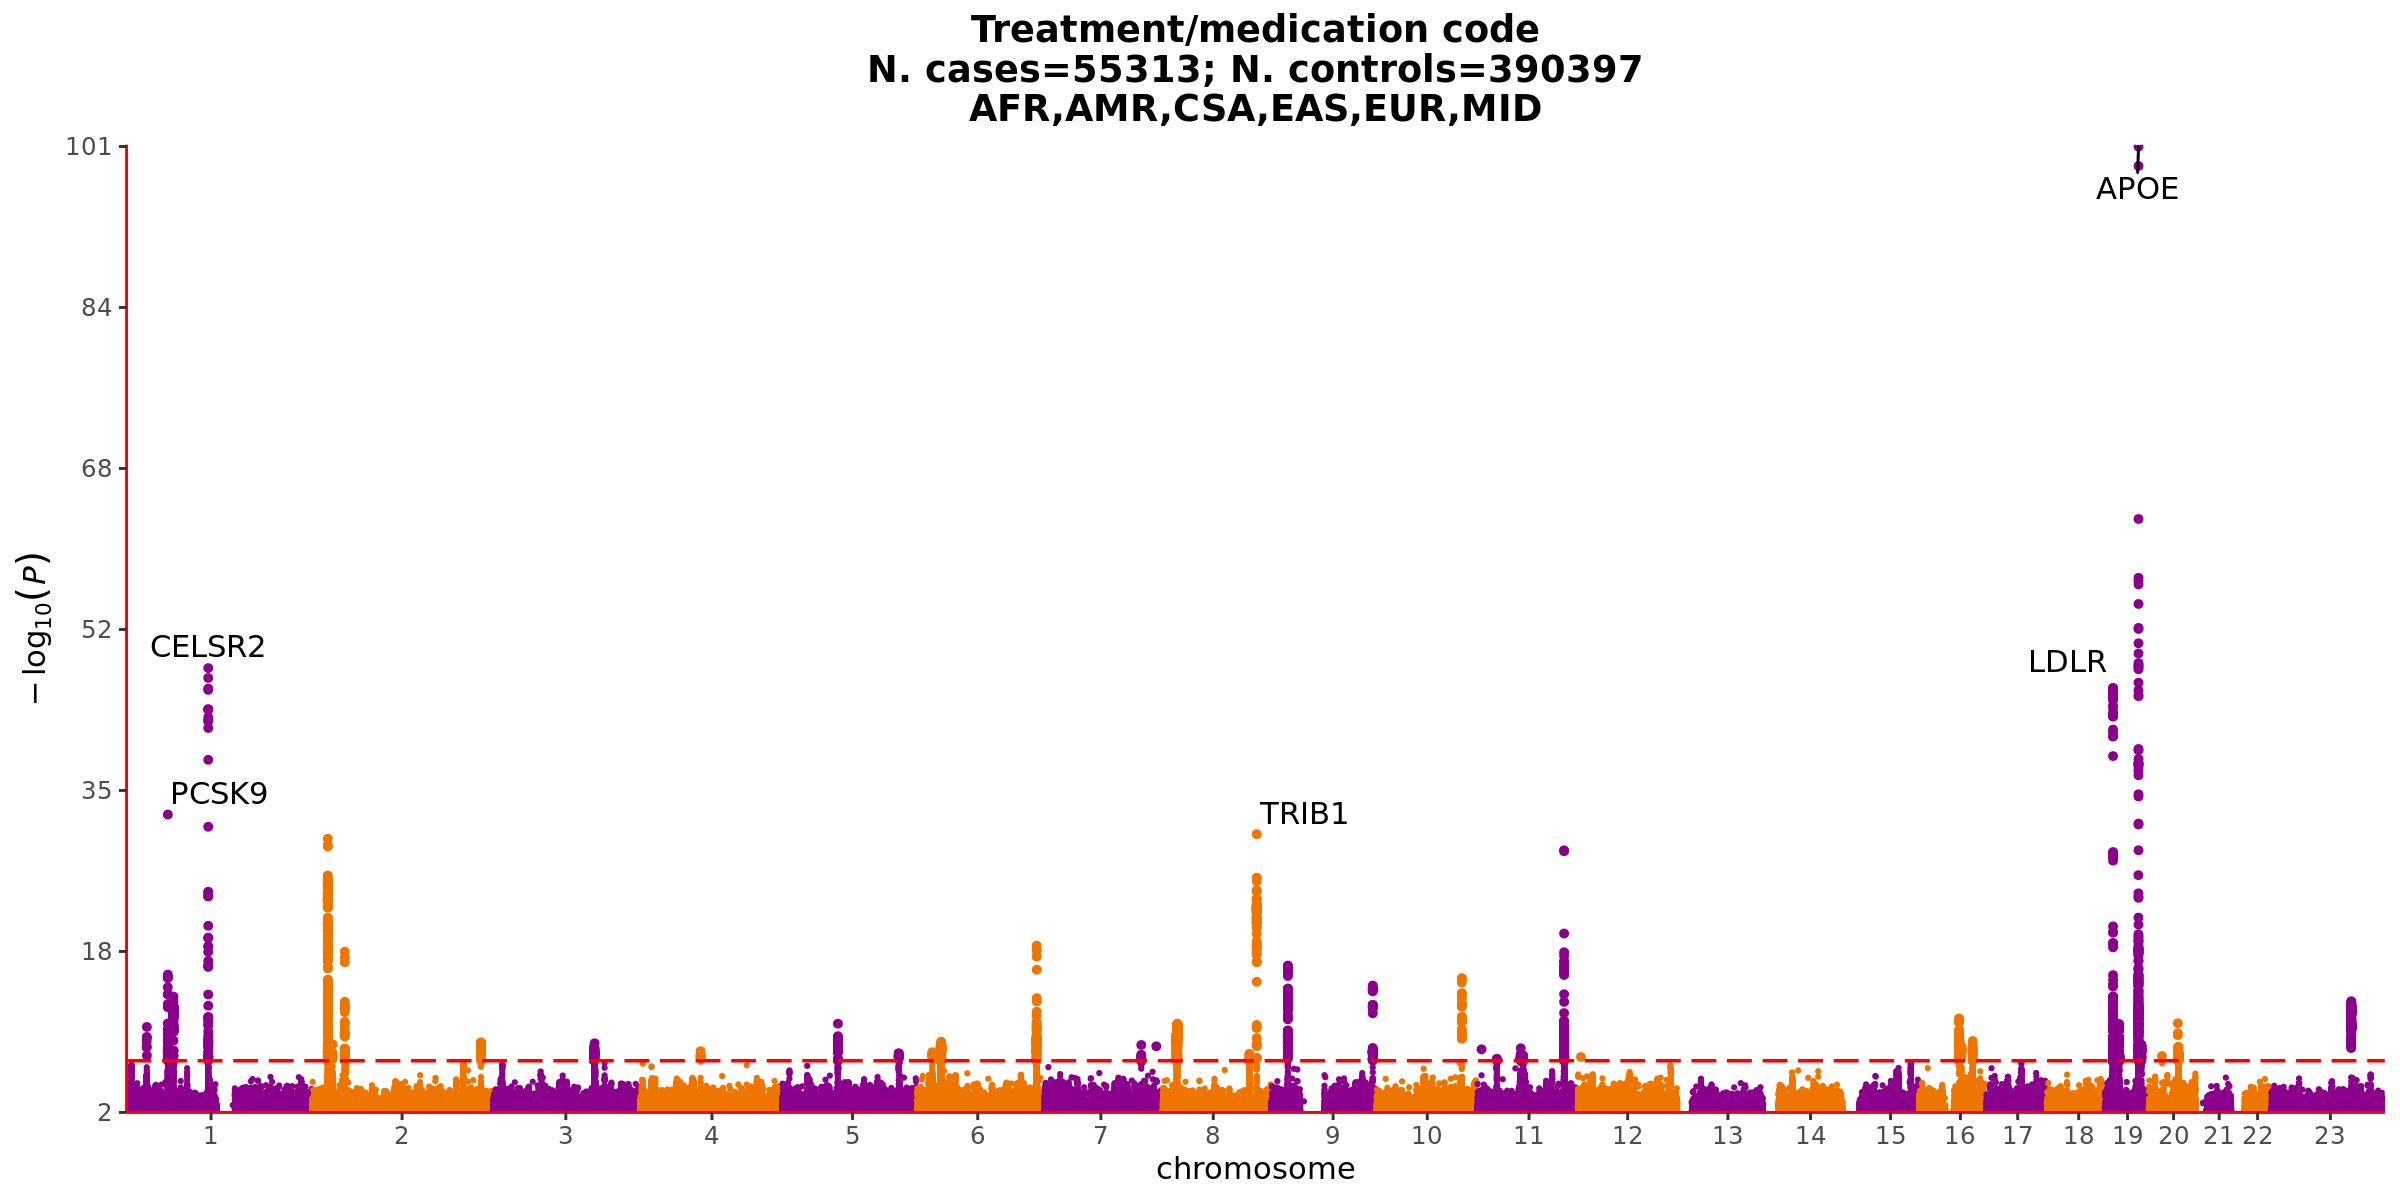 Treatment/medication code
N. cases=55313; N. controls=390397
AFR,AMR,CSA,EAS,EUR,MID
101
84
68
52
35
18
2
−log₁₀(P)
APOE
CELSR2
LDLR
PCSK9
TRIB1
1 2 3 4 5 6 7 8 9 10 11 12 13 14 15 16 17 18 19 20 21 22 23
chromosome